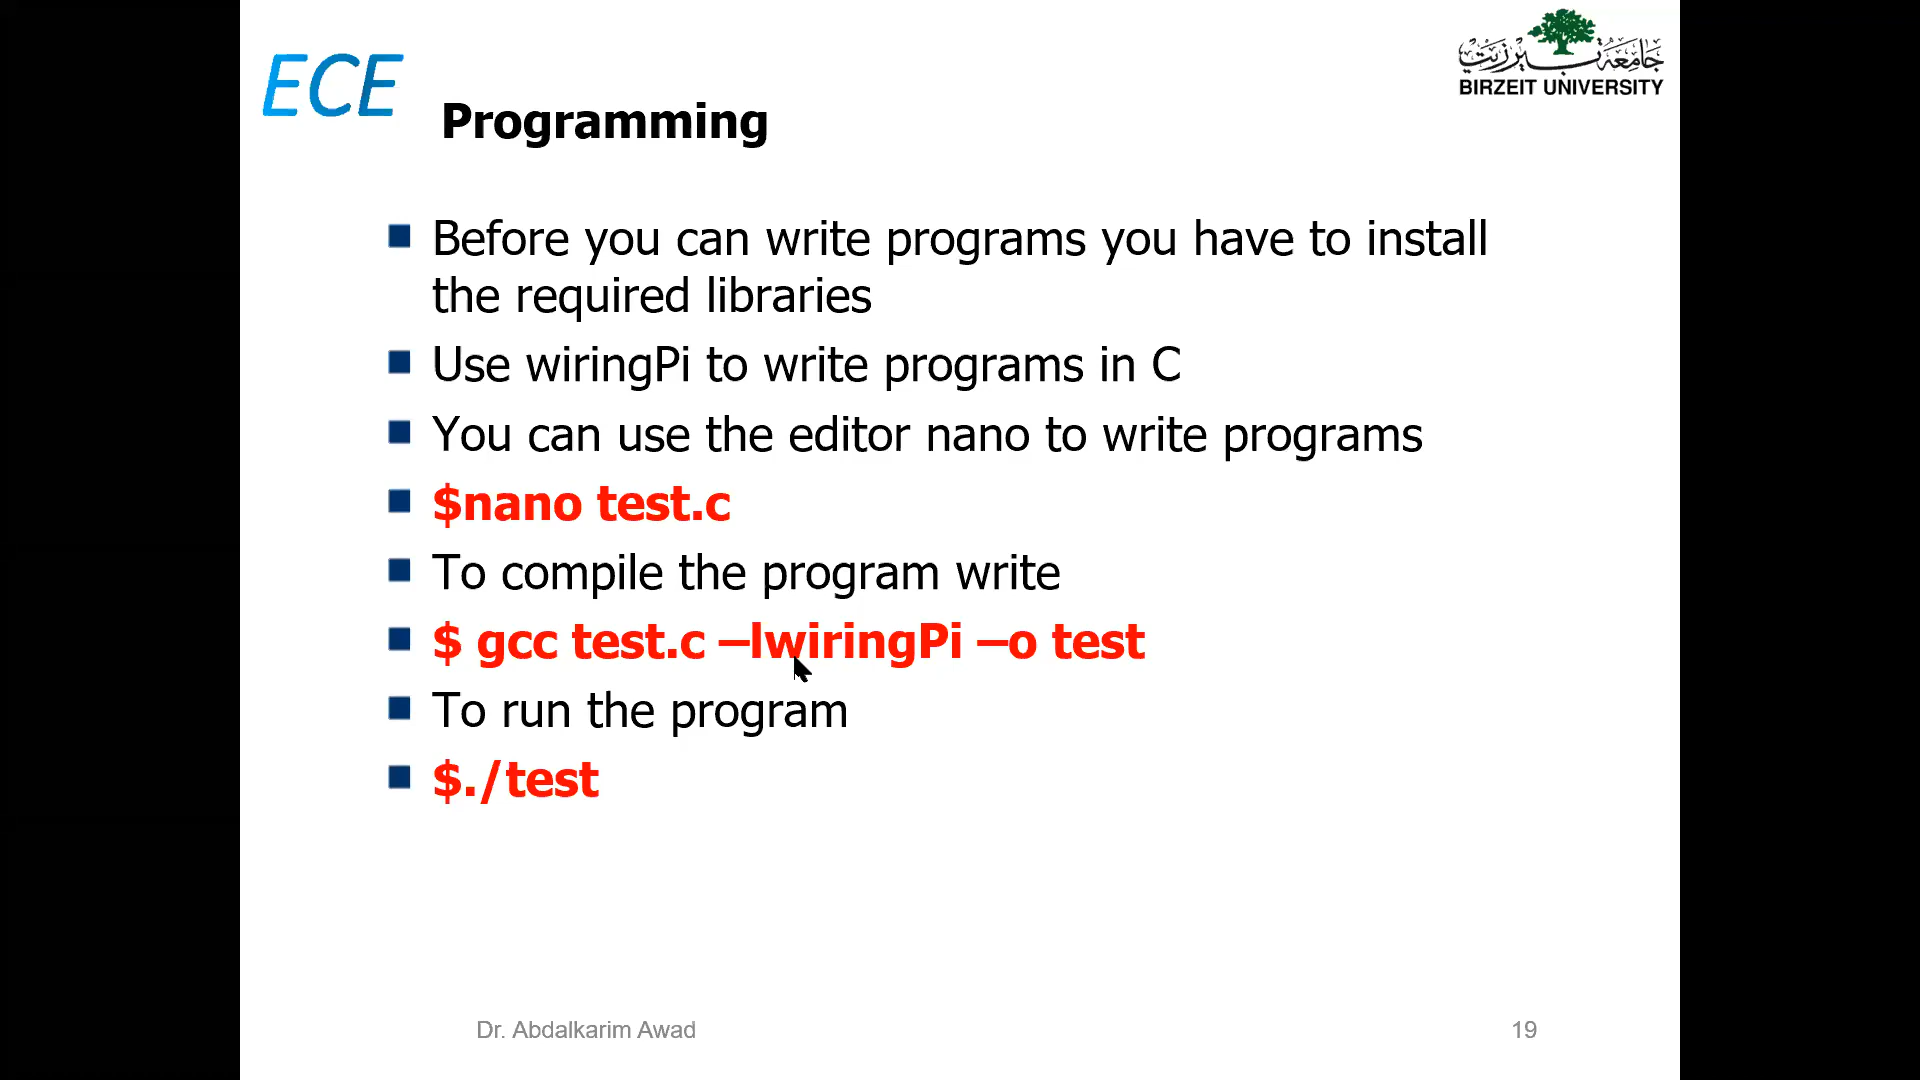 ECE
جامعة بيرزيت
BIRZEIT UNIVERSITY
Programming
Before you can write programs you have to install
the required libraries
Use wiringPi to write programs in C
You can use the editor nano to write programs
$nano test.c
To compile the program write
$ gcc test.c –lwiringPi –o test
To run the program
$./test
Dr. Abdalkarim Awad
19